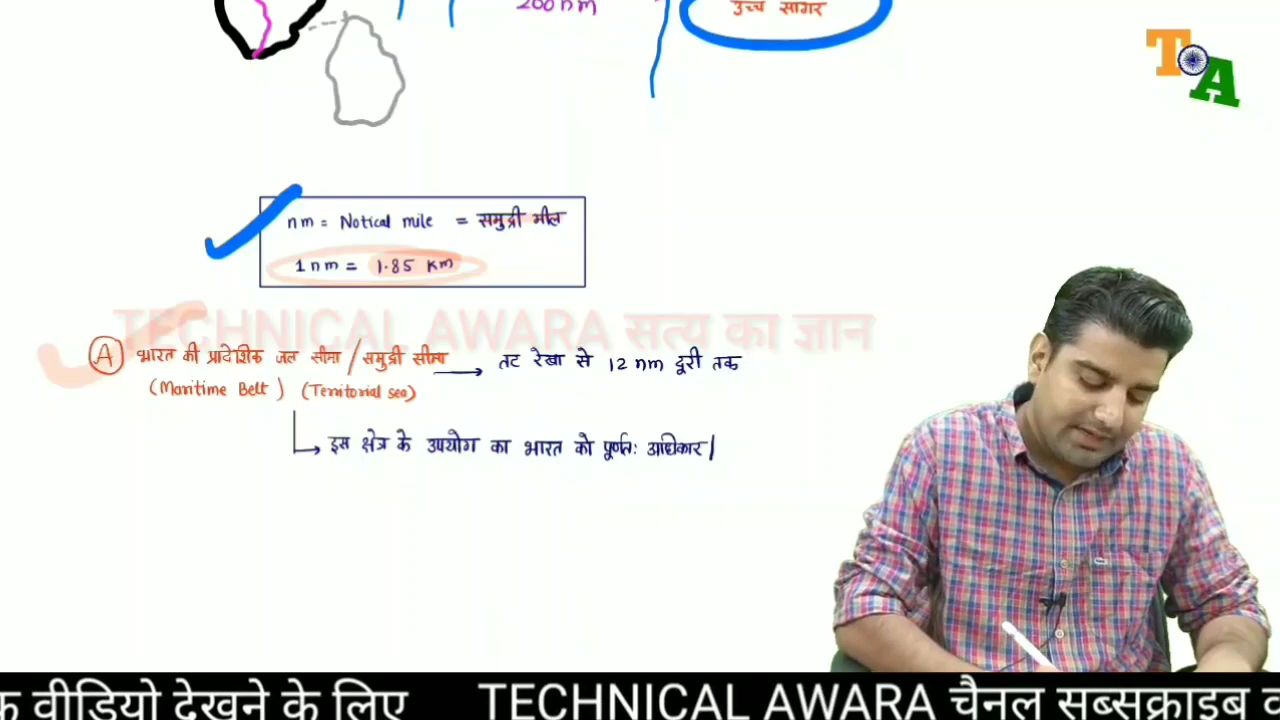 200 nm
उच्च सागर
TA
nm = Notical mile = समुद्री मील
1 nm = 1.85 Km
TECHNICAL AWARA सत्य का ज्ञान
(A) भारत की प्रादेशिक जल सीमा / समुद्री सीमा → तट रेखा से 12 nm दूरी तक
(Maritime Belt) (Territorial sea)
इस क्षेत्र के उपयोग का भारत को पूर्णतः अधिकार|
वीडियो देखने के लिए TECHNICAL AWARA चैनल सब्सक्राइब